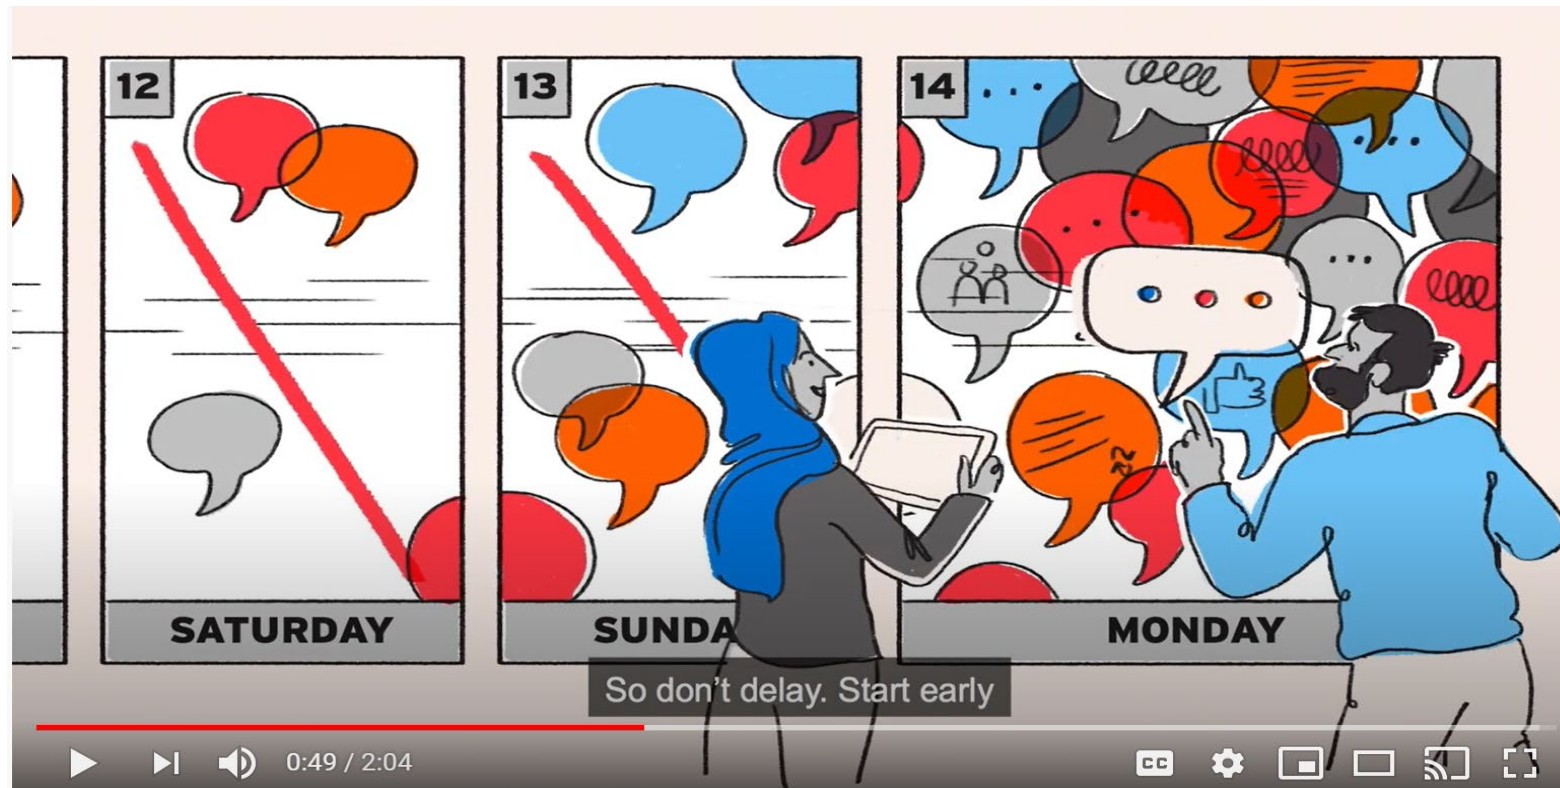 12
13
14
SATURDAY
SUNDA
MONDAY
So don't delay. Start early
0:49 / 2:04
CC